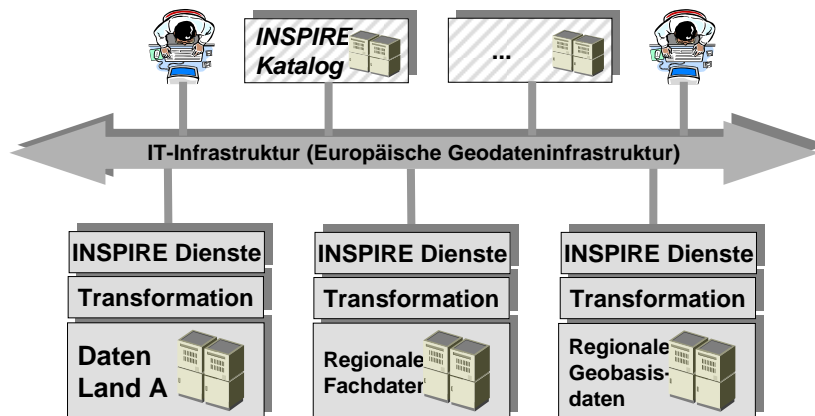 INSPIRE
Katalog
...
IT-Infrastruktur (Europäische Geodateninfrastruktur)
INSPIRE Dienste
Transformation
Daten
Land A
INSPIRE Dienste
Transformation
Regionale
Fachdaten
INSPIRE Dienste
Transformation
Regionale
Geobasis-
daten